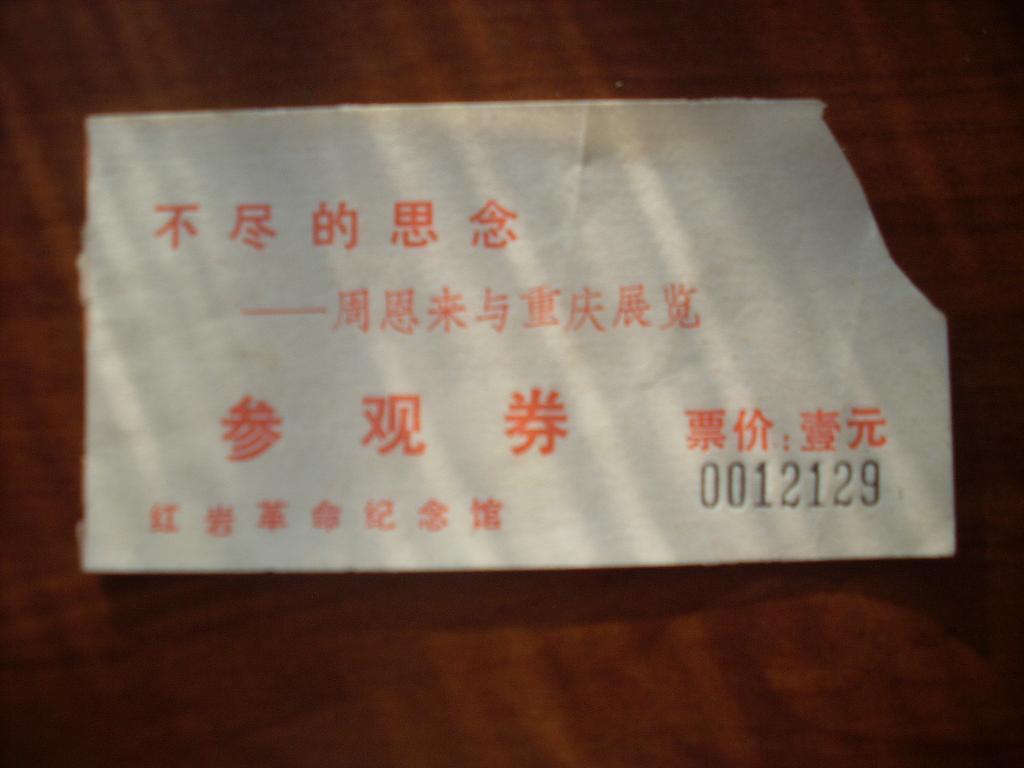 不尽的思念
——周恩来与重庆展览
参观券
票价:壹元
0012129
红岩革命纪念馆